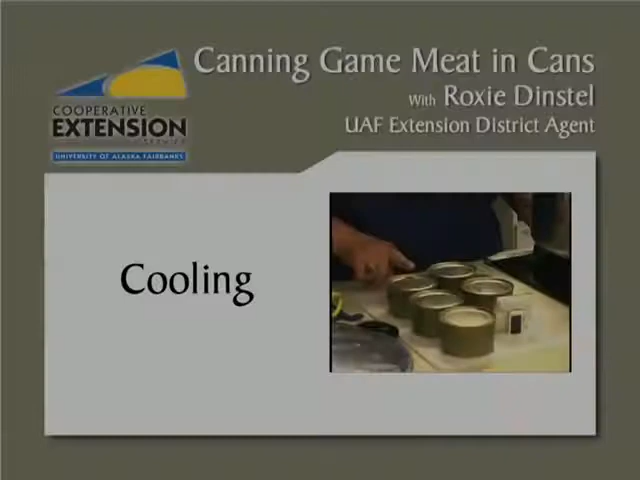 Canning Game Meat in Cans
With Roxie Dinstel
UAF Extension District Agent
COOPERATIVE
EXTENSION
SERVICE
UNIVERSITY OF ALASKA FAIRBANKS
Cooling